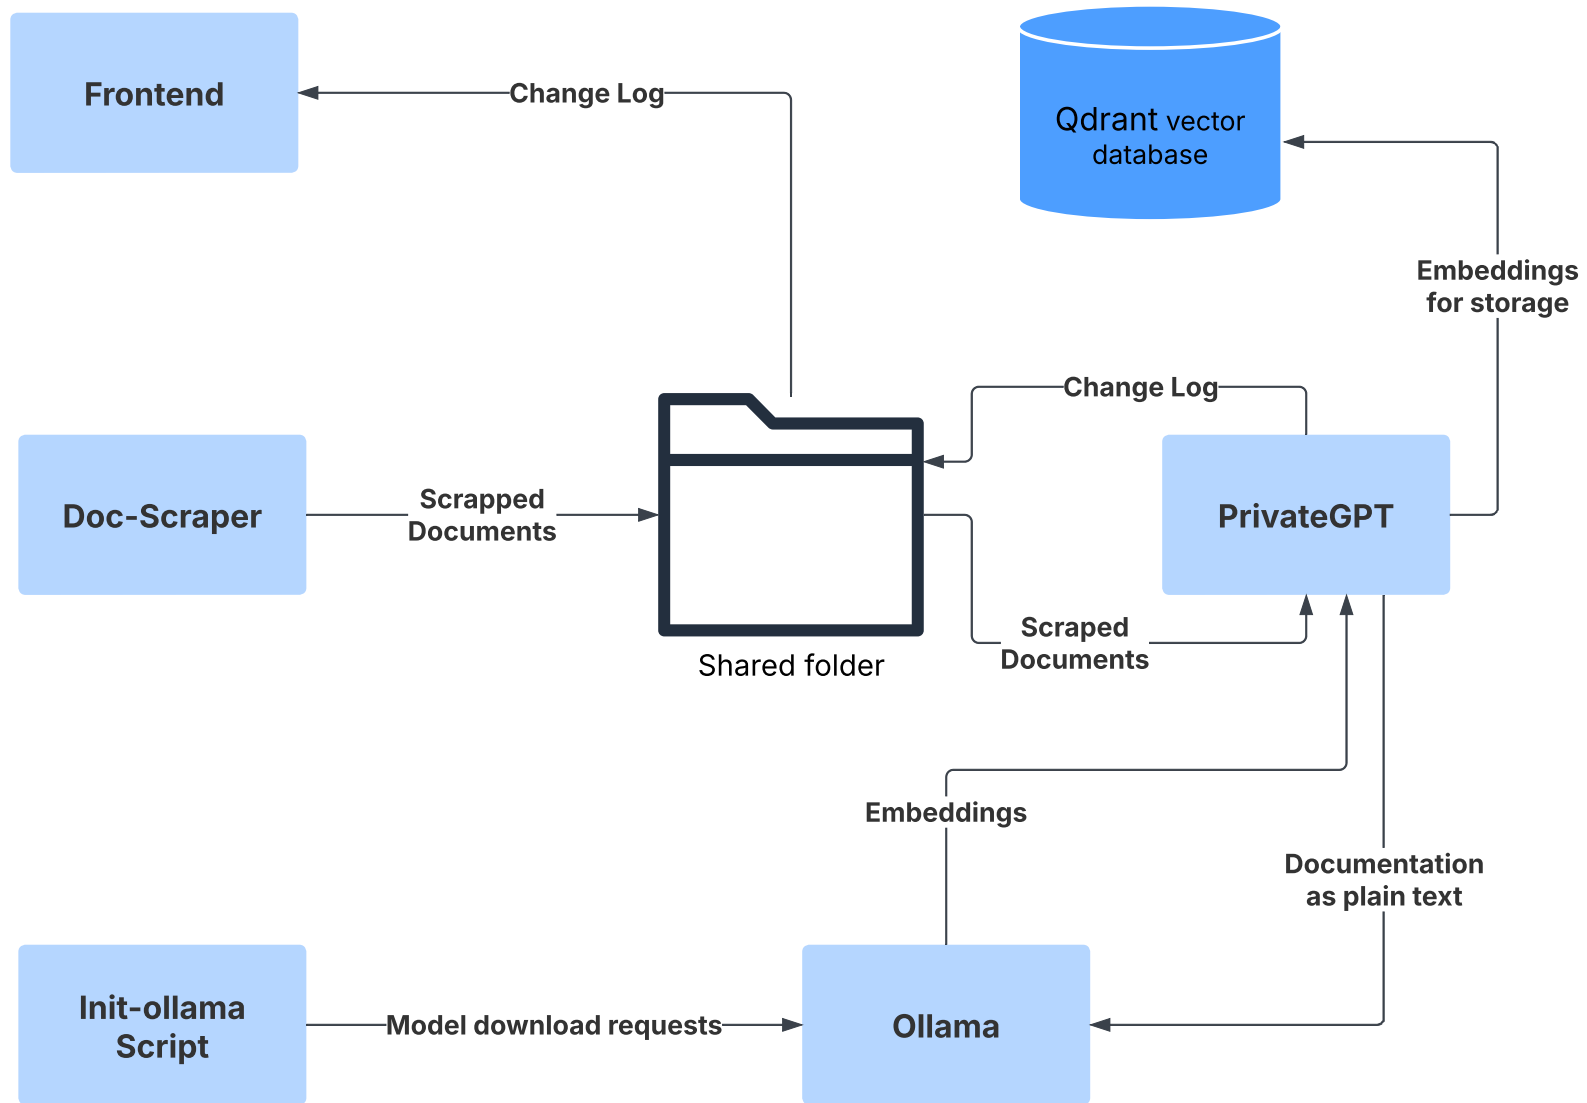 Frontend
Change Log
Qdrant vector
database
Embeddings
for storage
Change Log
Doc-Scraper
Scrapped
Documents
PrivateGPT
Scraped
Documents
Shared folder
Embeddings
Documentation
as plain text
Init-ollama
Script
Model download requests
Ollama